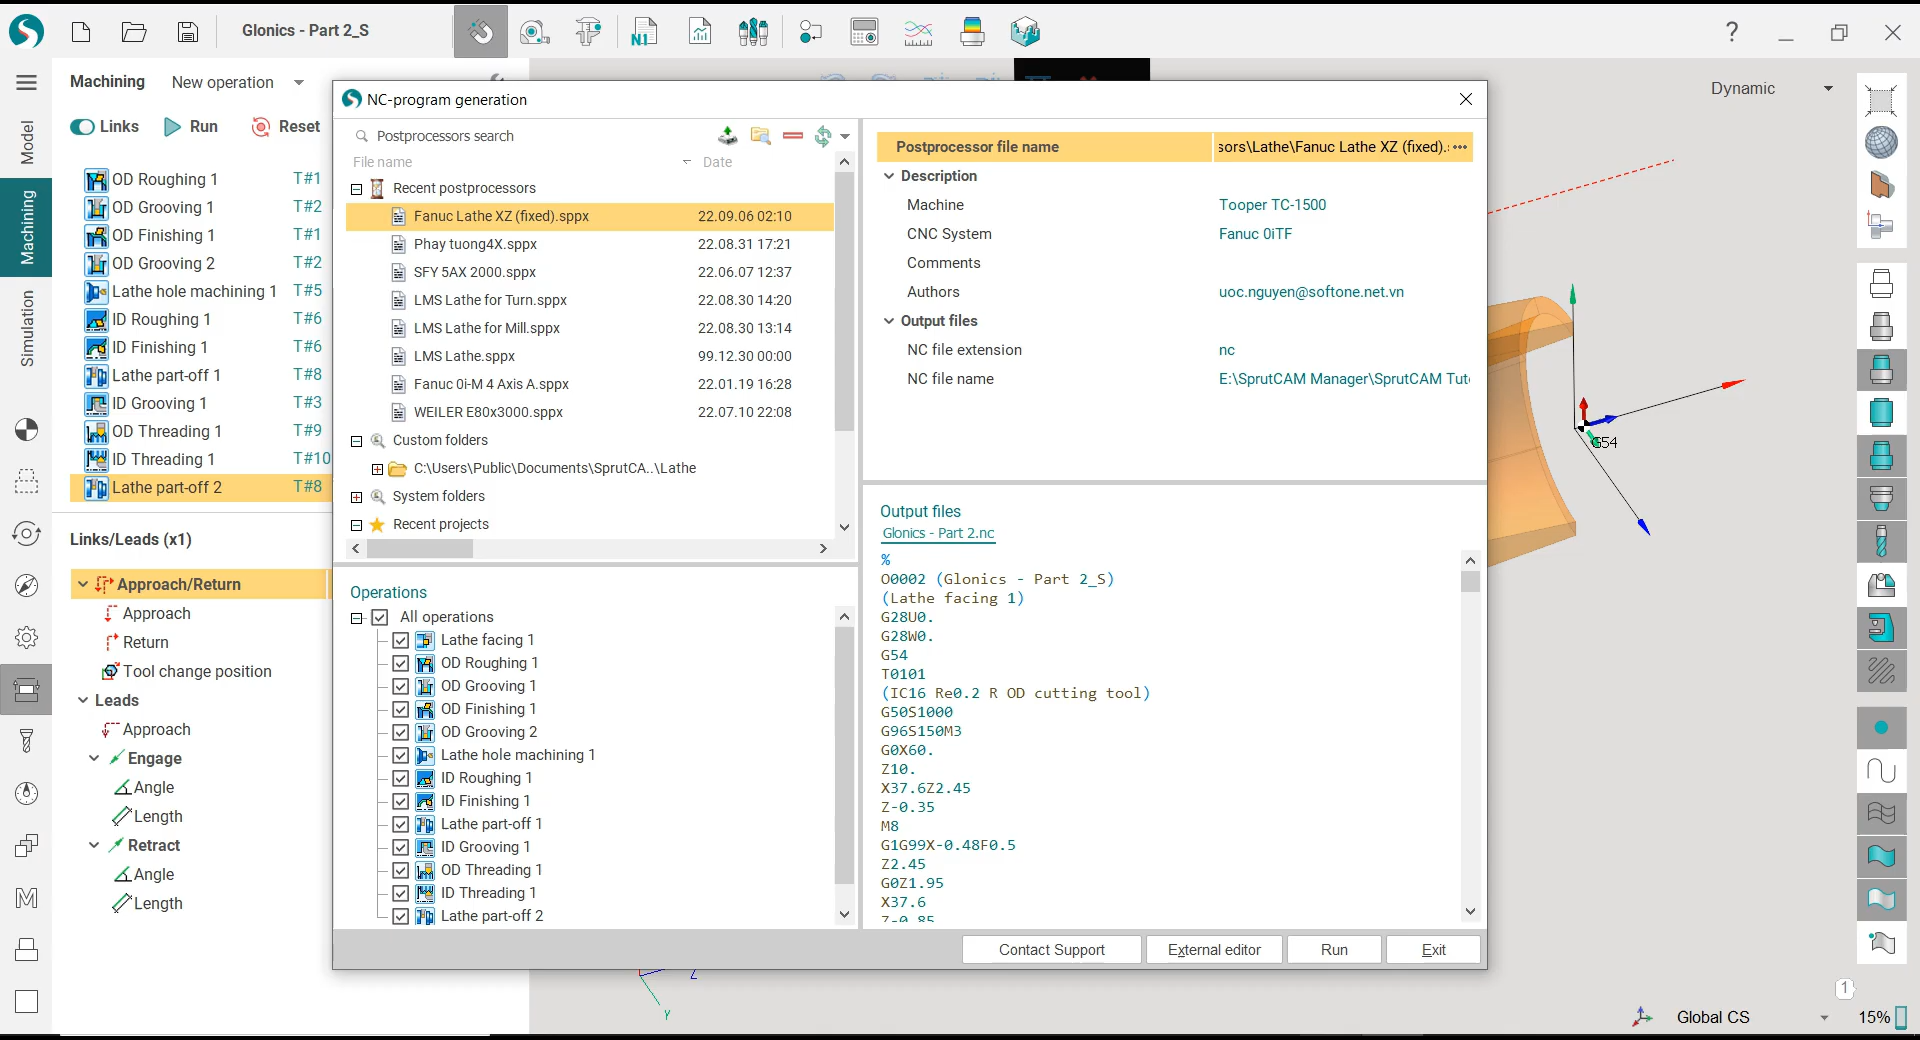 Glonics - Part 2_S
N1
?
Machining
New operation
Links
Run
Reset
Model
Machining
Simulation
OD Roughing 1 T#1
OD Grooving 1 T#2
OD Finishing 1 T#1
OD Grooving 2 T#2
Lathe hole machining 1 T#5
ID Roughing 1 T#6
ID Finishing 1 T#6
Lathe part-off 1 T#8
ID Grooving 1 T#3
OD Threading 1 T#9
ID Threading 1 T#10
Lathe part-off 2 T#8
Links/Leads (x1)
Approach/Return
Approach
Return
Tool change position
Leads
Approach
Engage
Angle
Length
Retract
Angle
Length
NC-program generation
Postprocessors search
File name Date
Recent postprocessors
Fanuc Lathe XZ (fixed).sppx 22.09.06 02:10
Phay tuong4X.sppx 22.08.31 17:21
SFY 5AX 2000.sppx 22.06.07 12:37
LMS Lathe for Turn.sppx 22.08.30 14:20
LMS Lathe for Mill.sppx 22.08.30 13:14
LMS Lathe.sppx 99.12.30 00:00
Fanuc 0i-M 4 Axis A.sppx 22.01.19 16:28
WEILER E80x3000.sppx 22.07.10 22:08
Custom folders
C:\Users\Public\Documents\SprutCA..\Lathe
System folders
Recent projects
Operations
All operations
Lathe facing 1
OD Roughing 1
OD Grooving 1
OD Finishing 1
OD Grooving 2
Lathe hole machining 1
ID Roughing 1
ID Finishing 1
Lathe part-off 1
ID Grooving 1
OD Threading 1
ID Threading 1
Lathe part-off 2
Postprocessor file name sors\Lathe\Fanuc Lathe XZ (fixed).
Description
Machine Tooper TC-1500
CNC System Fanuc 0iTF
Comments
Authors uoc.nguyen@softone.net.vn
Output files
NC file extension nc
NC file name E:\SprutCAM Manager\SprutCAM Tut
Output files
Glonics - Part 2.nc
%
O0002 (Glonics - Part 2_S)
(Lathe facing 1)
G28U0.
G28W0.
G54
T0101
(IC16 Re0.2 R OD cutting tool)
G50S1000
G96S150M3
G0X60.
Z10.
X37.6Z2.45
Z-0.35
M8
G1G99X-0.48F0.5
Z2.45
G0Z1.95
X37.6
Z-0.85
Contact Support
External editor
Run
Exit
Dynamic
G54
Z
Y
1
Global CS
15%
M